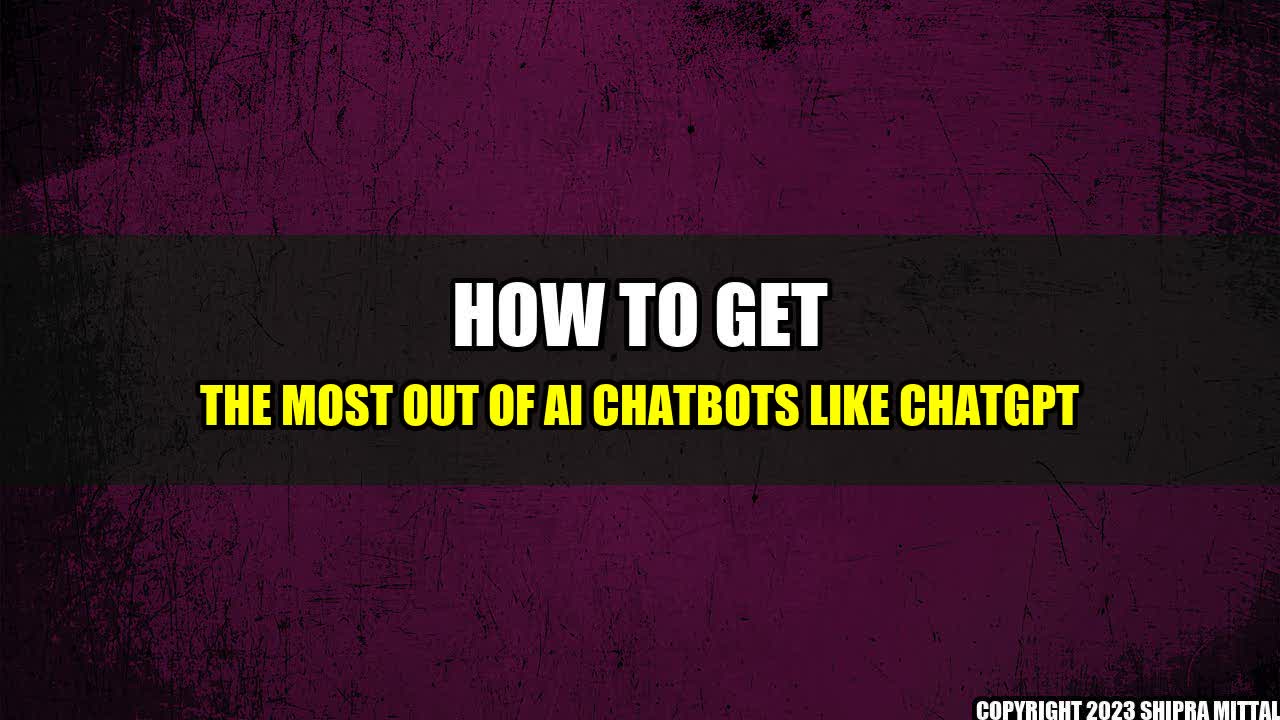 HOW TO GET
THE MOST OUT OF AI CHATBOTS LIKE CHATGPT
COPYRIGHT 2023 SHIPRA MITTAL